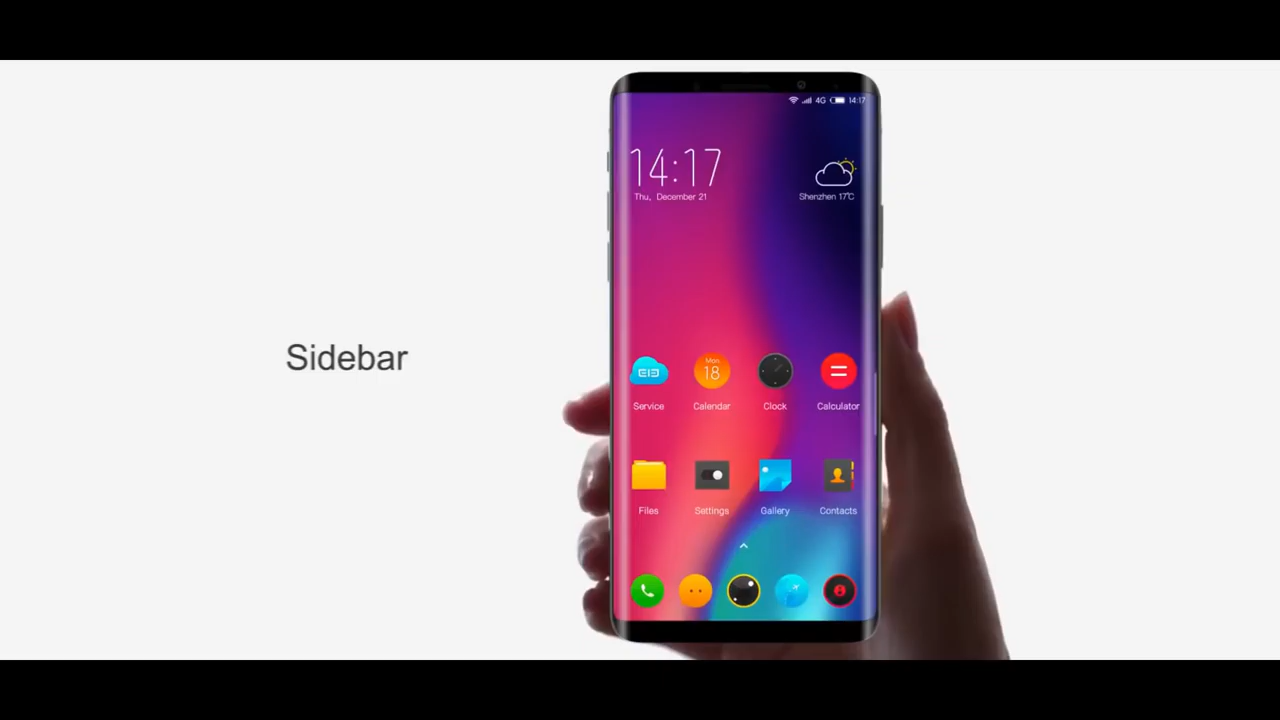 4G 14:17
14:17
Thu, December 21
Shenzhen 17℃
Sidebar
Mon
18
Service
Calendar
Clock
Calculator
Files
Settings
Gallery
Contacts